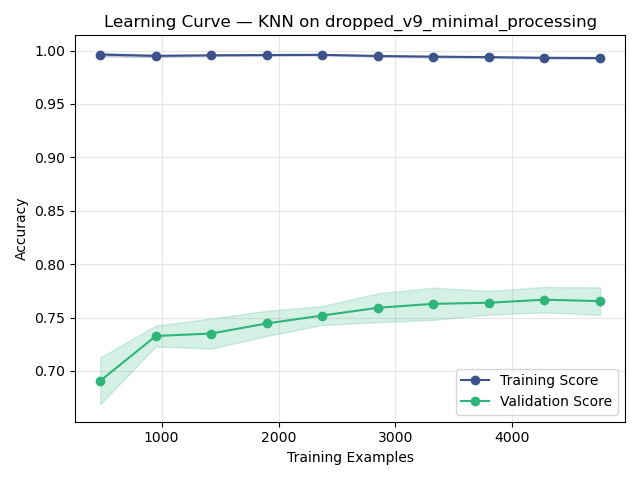 Learning Curve — KNN on dropped_v9_minimal_processing
1.00
0.95
0.90
0.85
0.80
0.75
0.70
Accuracy
1000 2000 3000 4000
Training Examples
Training Score
Validation Score